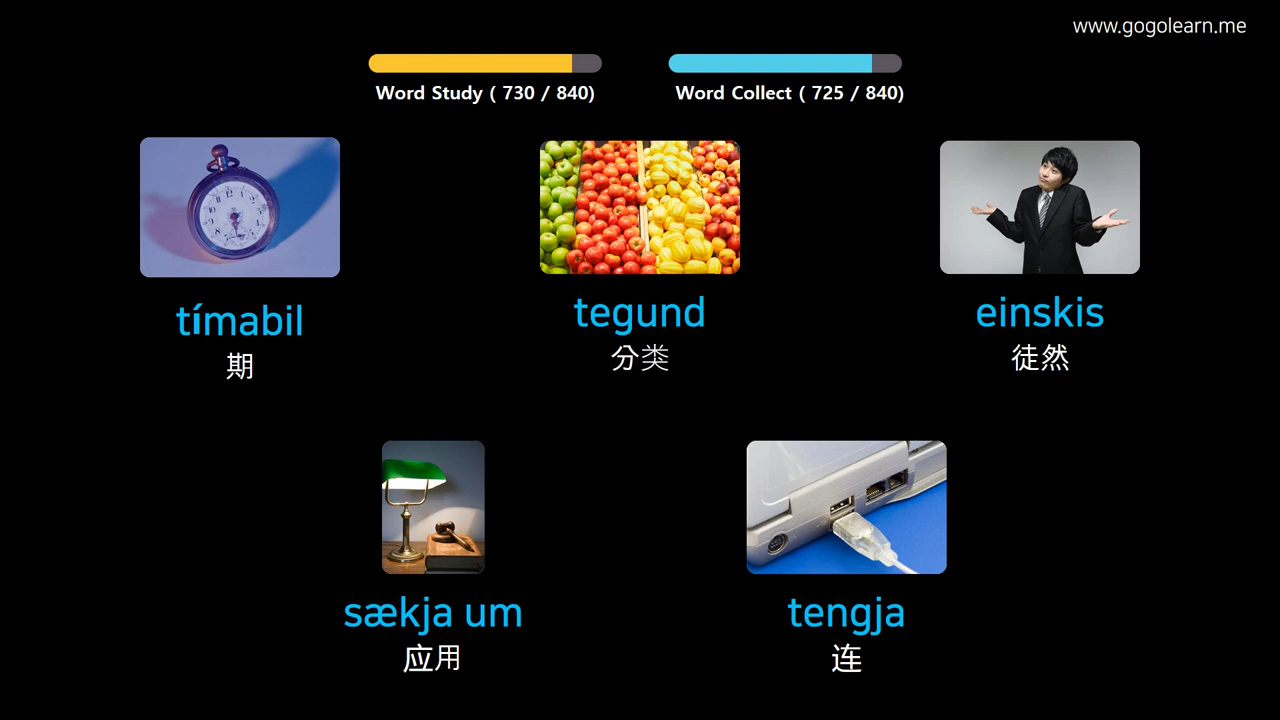 www.gogolearn.me
Word Study ( 730 / 840)
Word Collect ( 725 / 840)
tímabil
期
tegund
分类
einskis
徒然
sækja um
应用
tengja
连